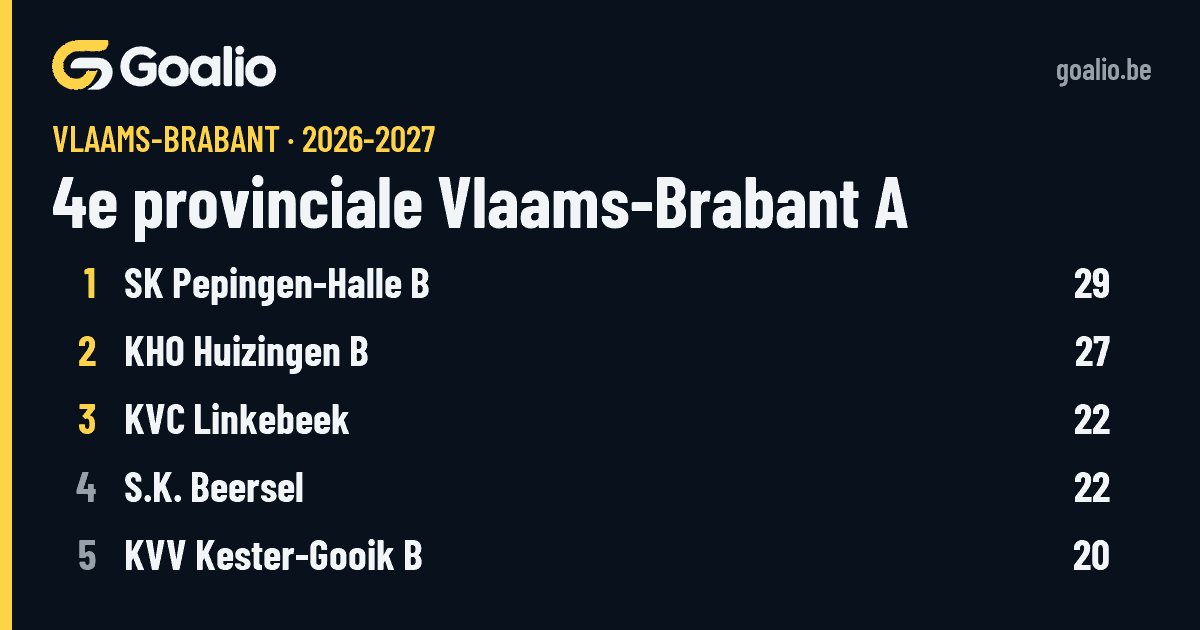 Goalio
goalio.be
VLAAMS-BRABANT · 2026-2027
4e provinciale Vlaams-Brabant A
1 SK Pepingen-Halle B 29
2 KHO Huizingen B 27
3 KVC Linkebeek 22
4 S.K. Beersel 22
5 KVV Kester-Gooik B 20